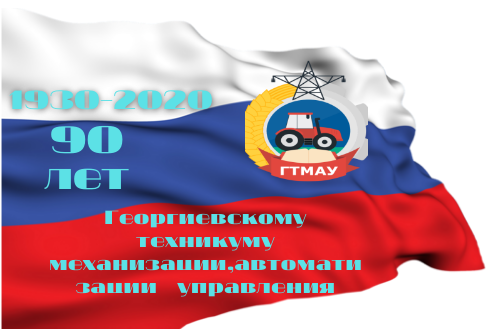 1930-2020
90
лет
ГТМАУ
Георгиевскому
техникуму
механизации,автомати
зации управления